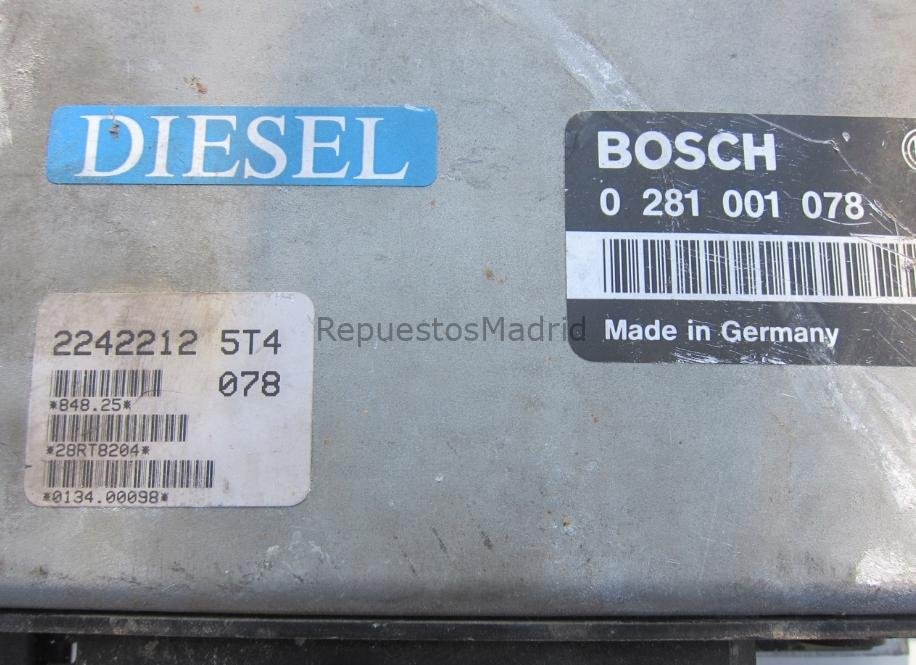 DIESEL
BOSCH
0 281 001 078
Made in Germany
2242212 5T4
078
*848.25*
*28RT8204*
*0134.00098*
RepuestosMadrid